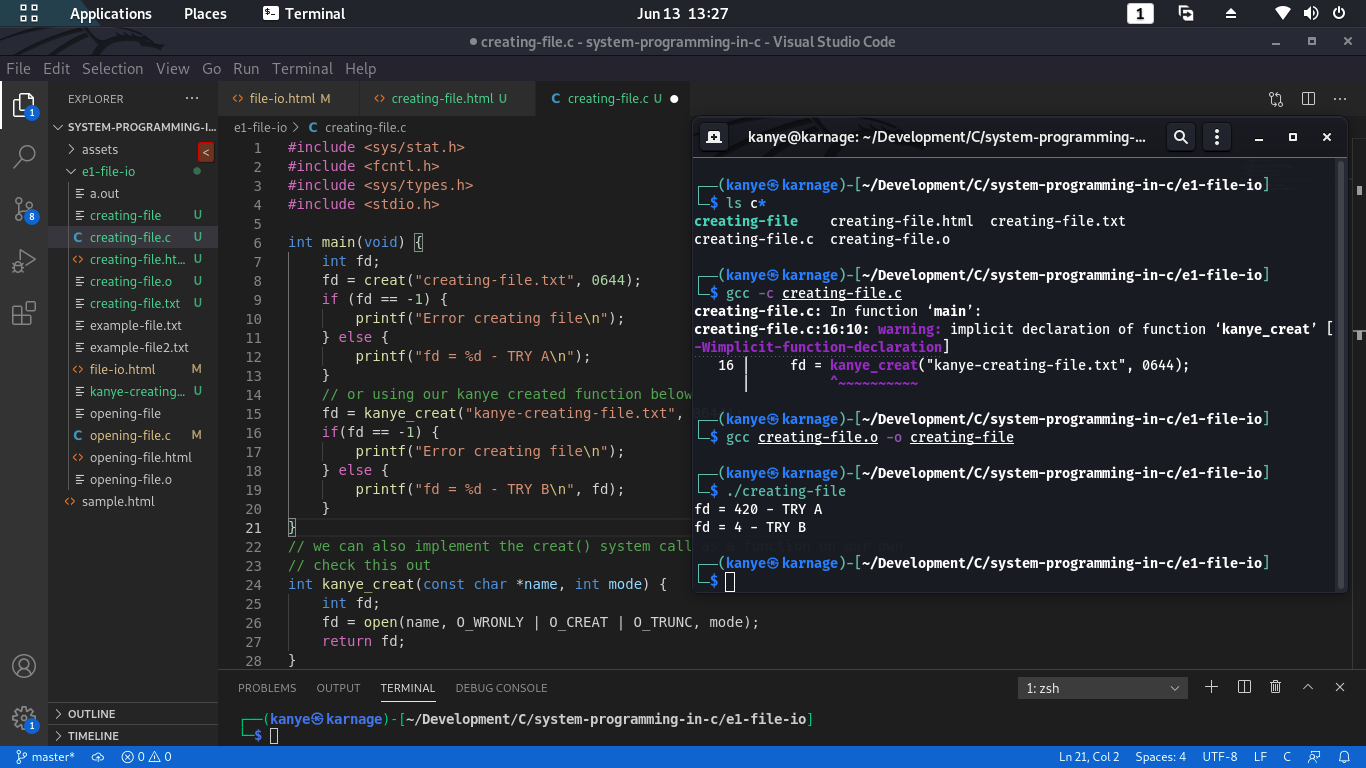 Applications Places Terminal Jun 13 13:27 1
creating-file.c - system-programming-in-c - Visual Studio Code
File Edit Selection View Go Run Terminal Help
EXPLORER ...
SYSTEM-PROGRAMMING-I...
assets
<
e1-file-io
a.out
creating-file U
creating-file.c U
creating-file.ht... U
creating-file.o U
creating-file.txt U
example-file.txt
example-file2.txt
file-io.html M
kanye-creating... U
opening-file
opening-file.c M
opening-file.html
opening-file.o
sample.html
OUTLINE
TIMELINE
1
8
1
file-io.html M creating-file.html U C creating-file.c U
e1-file-io > C creating-file.c
1 #include <sys/stat.h>
2 #include <fcntl.h>
3 #include <sys/types.h>
4 #include <stdio.h>
5
6 int main(void) {
7 int fd;
8 fd = creat("creating-file.txt", 0644);
9 if (fd == -1) {
10 printf("Error creating file\n");
11 } else {
12 printf("fd = %d - TRY A\n");
13 }
14 // or using our kanye created function below
15 fd = kanye_creat("kanye-creating-file.txt",
16 if(fd == -1) {
17 printf("Error creating file\n");
18 } else {
19 printf("fd = %d - TRY B\n", fd);
20 }
21 }
22 // we can also implement the creat() system call
23 // check this out
24 int kanye_creat(const char *name, int mode) {
25 int fd;
26 fd = open(name, O_WRONLY | O_CREAT | O_TRUNC, mode);
27 return fd;
28 }
kanye@karnage: ~/Development/C/system-programming-...
┌──(kanye㉿karnage)-[~/Development/C/system-programming-in-c/e1-file-io]
└─$ ls c*
creating-file creating-file.html creating-file.txt
creating-file.c creating-file.o
┌──(kanye㉿karnage)-[~/Development/C/system-programming-in-c/e1-file-io]
└─$ gcc -c creating-file.c
creating-file.c: In function ‘main’:
creating-file.c:16:10: warning: implicit declaration of function ‘kanye_creat’ [
-Wimplicit-function-declaration]
16 | fd = kanye_creat("kanye-creating-file.txt", 0644);
| ^~~~~~~~~~~
┌──(kanye㉿karnage)-[~/Development/C/system-programming-in-c/e1-file-io]
└─$ gcc creating-file.o -o creating-file
┌──(kanye㉿karnage)-[~/Development/C/system-programming-in-c/e1-file-io]
└─$ ./creating-file
fd = 420 - TRY A
fd = 4 - TRY B
┌──(kanye㉿karnage)-[~/Development/C/system-programming-in-c/e1-file-io]
└─$
PROBLEMS OUTPUT TERMINAL DEBUG CONSOLE 1: zsh
┌──(kanye㉿karnage)-[~/Development/C/system-programming-in-c/e1-file-io]
└─$
master* 0 0 Ln 21, Col 2 Spaces: 4 UTF-8 LF C